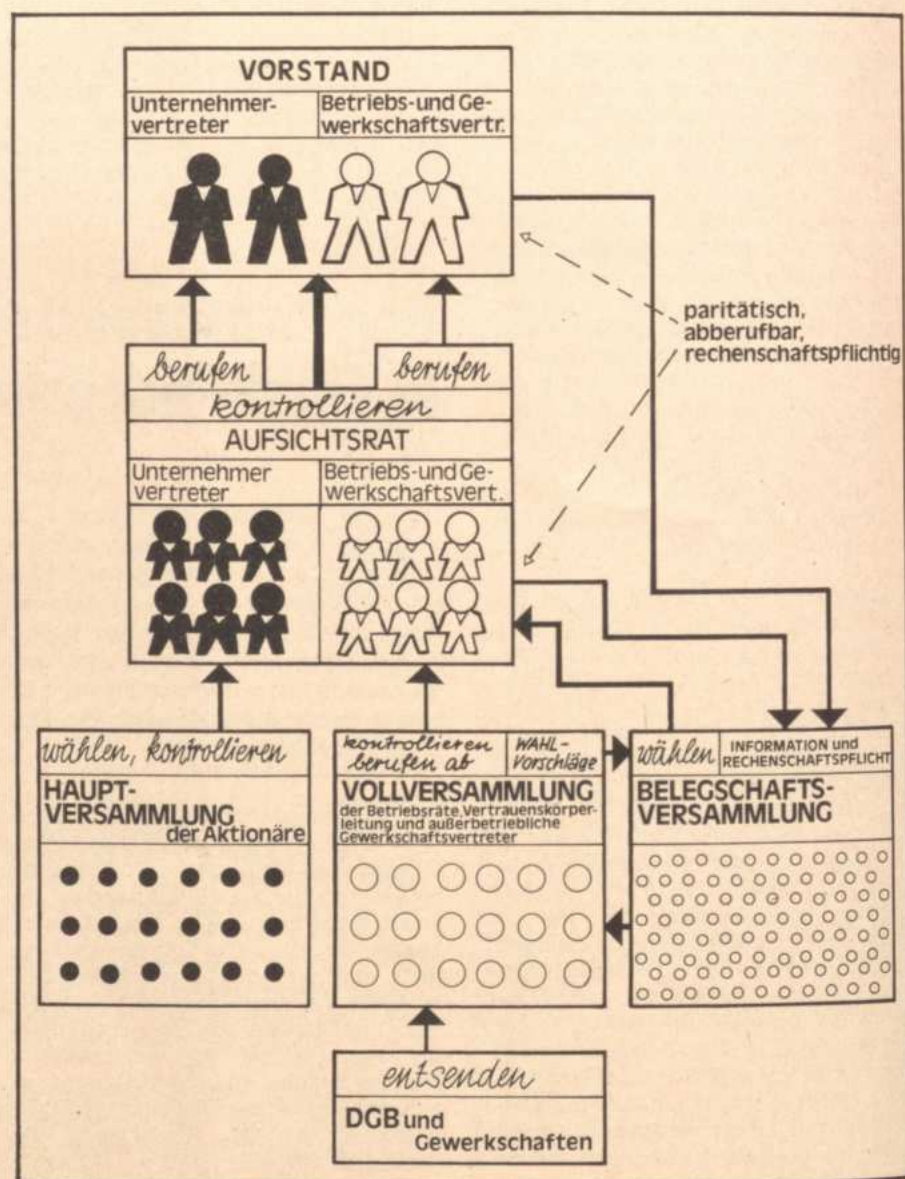 VORSTAND
Unternehmer-
vertreter
Betriebs-und Ge-
werkschaftsvertr.
paritätisch,
abberufbar,
rechenschaftspflichtig
berufen
berufen
kontrollieren
AUFSICHTSRAT
Unternehmer
vertreter
Betriebs-und Ge-
werkschaftsvert.
wählen, kontrollieren
HAUPT-
VERSAMMLUNG
der Aktionäre
kontrollieren
berufen ab
WAHL-
Vorschläge
VOLLVERSAMMLUNG
der Betriebsräte, Vertrauenskörper-
leitung und außerbetriebliche
Gewerkschaftsvertreter
wählen
INFORMATION und
RECHENSCHAFTSPFLICHT
BELEGSCHAFTS-
VERSAMMLUNG
entsenden
DGB und
Gewerkschaften